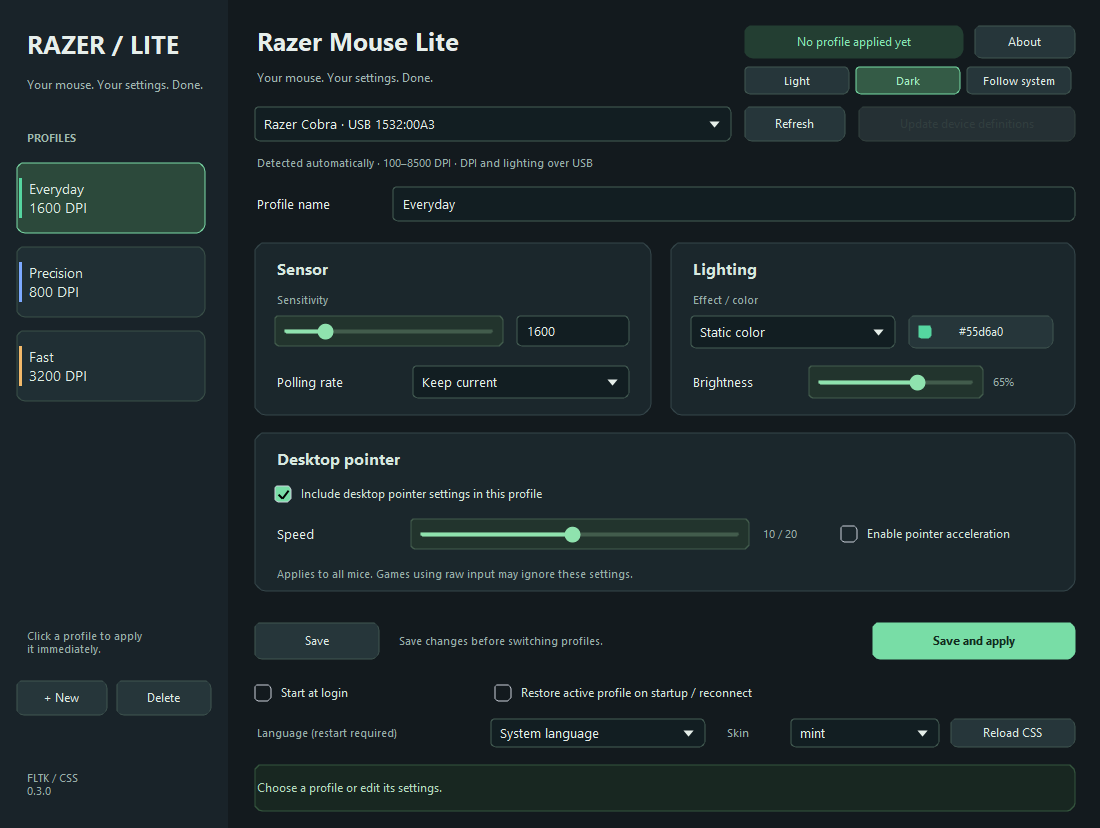 RAZER / LITE
Your mouse. Your settings. Done.
PROFILES
Everyday
1600 DPI
Precision
800 DPI
Fast
3200 DPI
Click a profile to apply
it immediately.
+ New
Delete
FLTK / CSS
0.3.0
Razer Mouse Lite
Your mouse. Your settings. Done.
No profile applied yet
About
Light
Dark
Follow system
Razer Cobra · USB 1532:00A3
Refresh
Update device definitions
Detected automatically · 100–8500 DPI · DPI and lighting over USB
Profile name
Everyday
Sensor
Sensitivity
1600
Polling rate
Keep current
Lighting
Effect / color
Static color
#55d6a0
Brightness
65%
Desktop pointer
Include desktop pointer settings in this profile
Speed
10 / 20
Enable pointer acceleration
Applies to all mice. Games using raw input may ignore these settings.
Save
Save changes before switching profiles.
Save and apply
Start at login
Restore active profile on startup / reconnect
Language (restart required)
System language
Skin
mint
Reload CSS
Choose a profile or edit its settings.